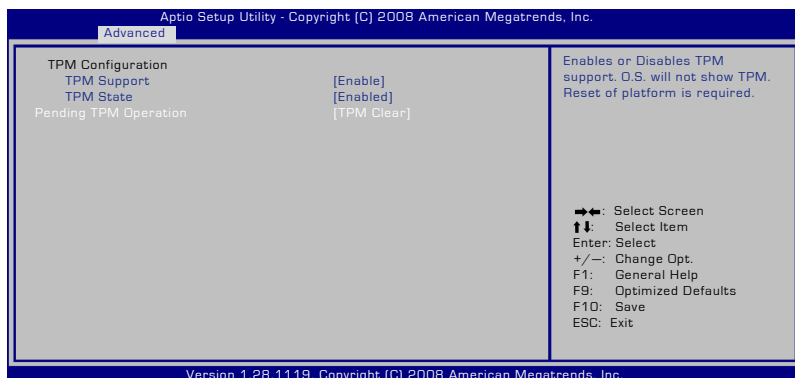 Aptio Setup Utility - Copyright (C) 2008 American Megatrends, Inc.
Advanced
TPM Configuration
TPM Support [Enable]
TPM State [Enabled]
Pending TPM Operation [TPM Clear]
Enables or Disables TPM
support. O.S. will not show TPM.
Reset of platform is required.
→←: Select Screen
↑↓: Select Item
Enter: Select
+/—: Change Opt.
F1: General Help
F9: Optimized Defaults
F10: Save
ESC: Exit
Version 1.28.1119. Copyright (C) 2008 American Megatrends, Inc.